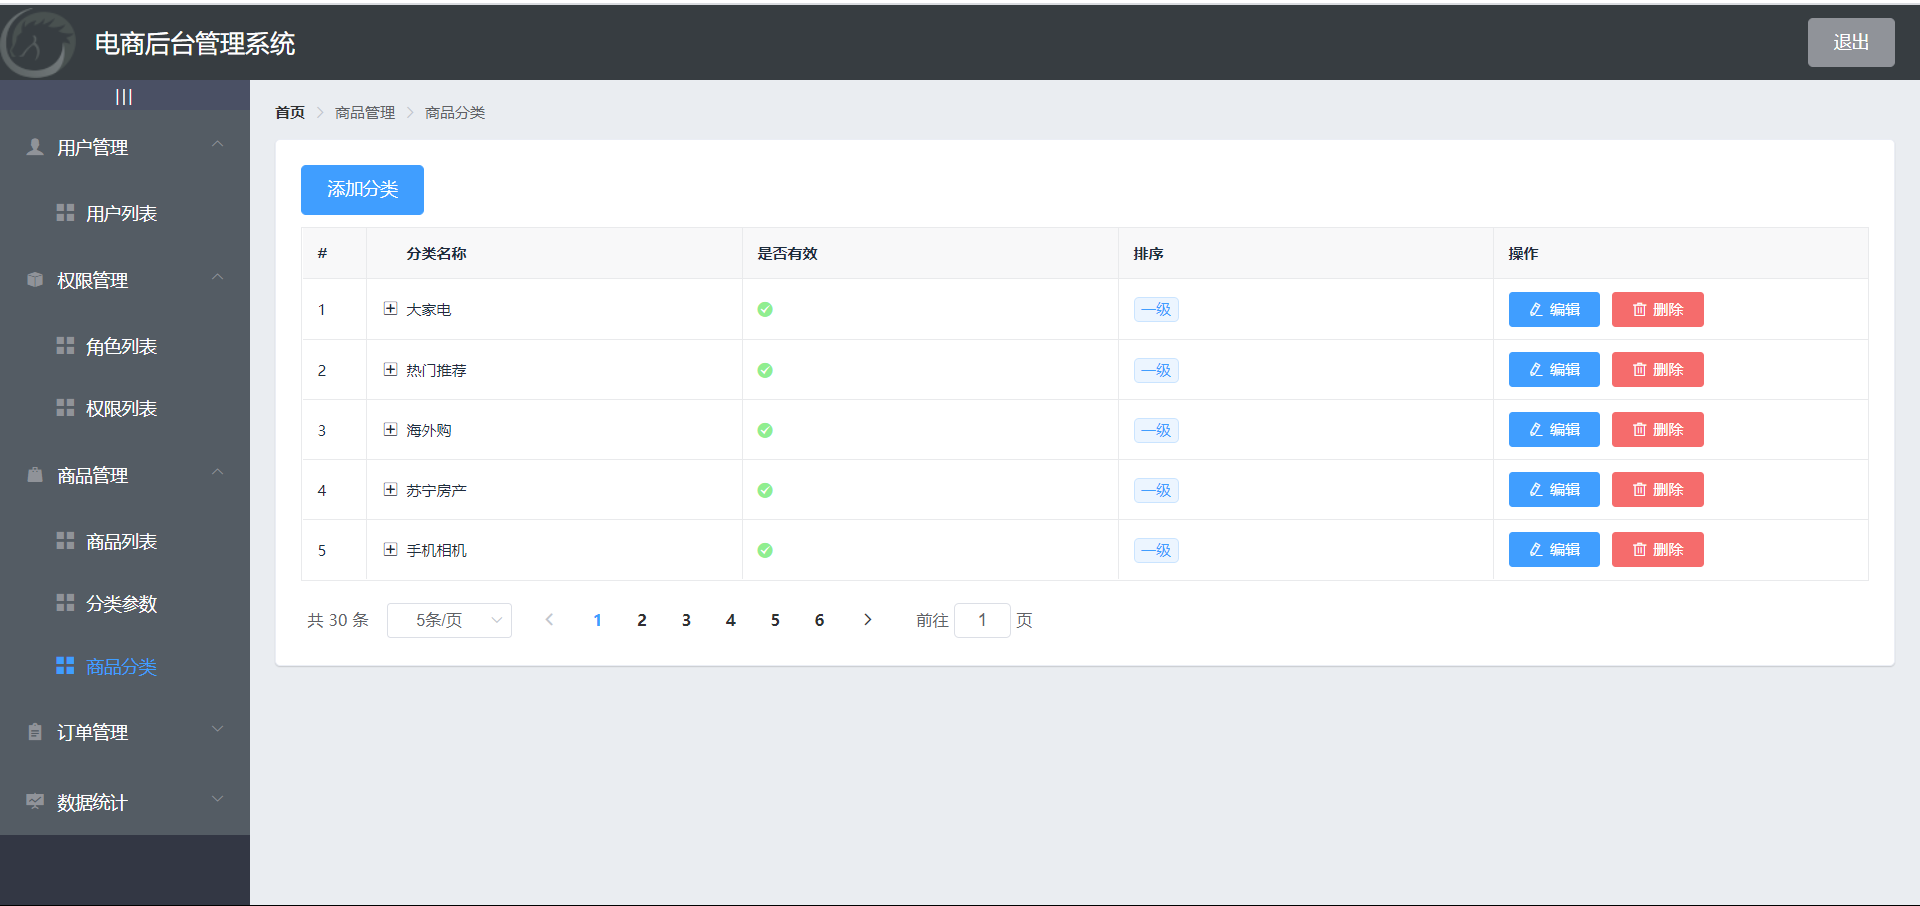 电商后台管理系统
退出
|||
用户管理
用户列表
权限管理
角色列表
权限列表
商品管理
商品列表
分类参数
商品分类
订单管理
数据统计
首页 > 商品管理 > 商品分类
添加分类
# 分类名称 是否有效 排序 操作
1 大家电 一级 编辑 删除
2 热门推荐 一级 编辑 删除
3 海外购 一级 编辑 删除
4 苏宁房产 一级 编辑 删除
5 手机相机 一级 编辑 删除
共 30 条 5条/页 1 2 3 4 5 6 前往 1 页